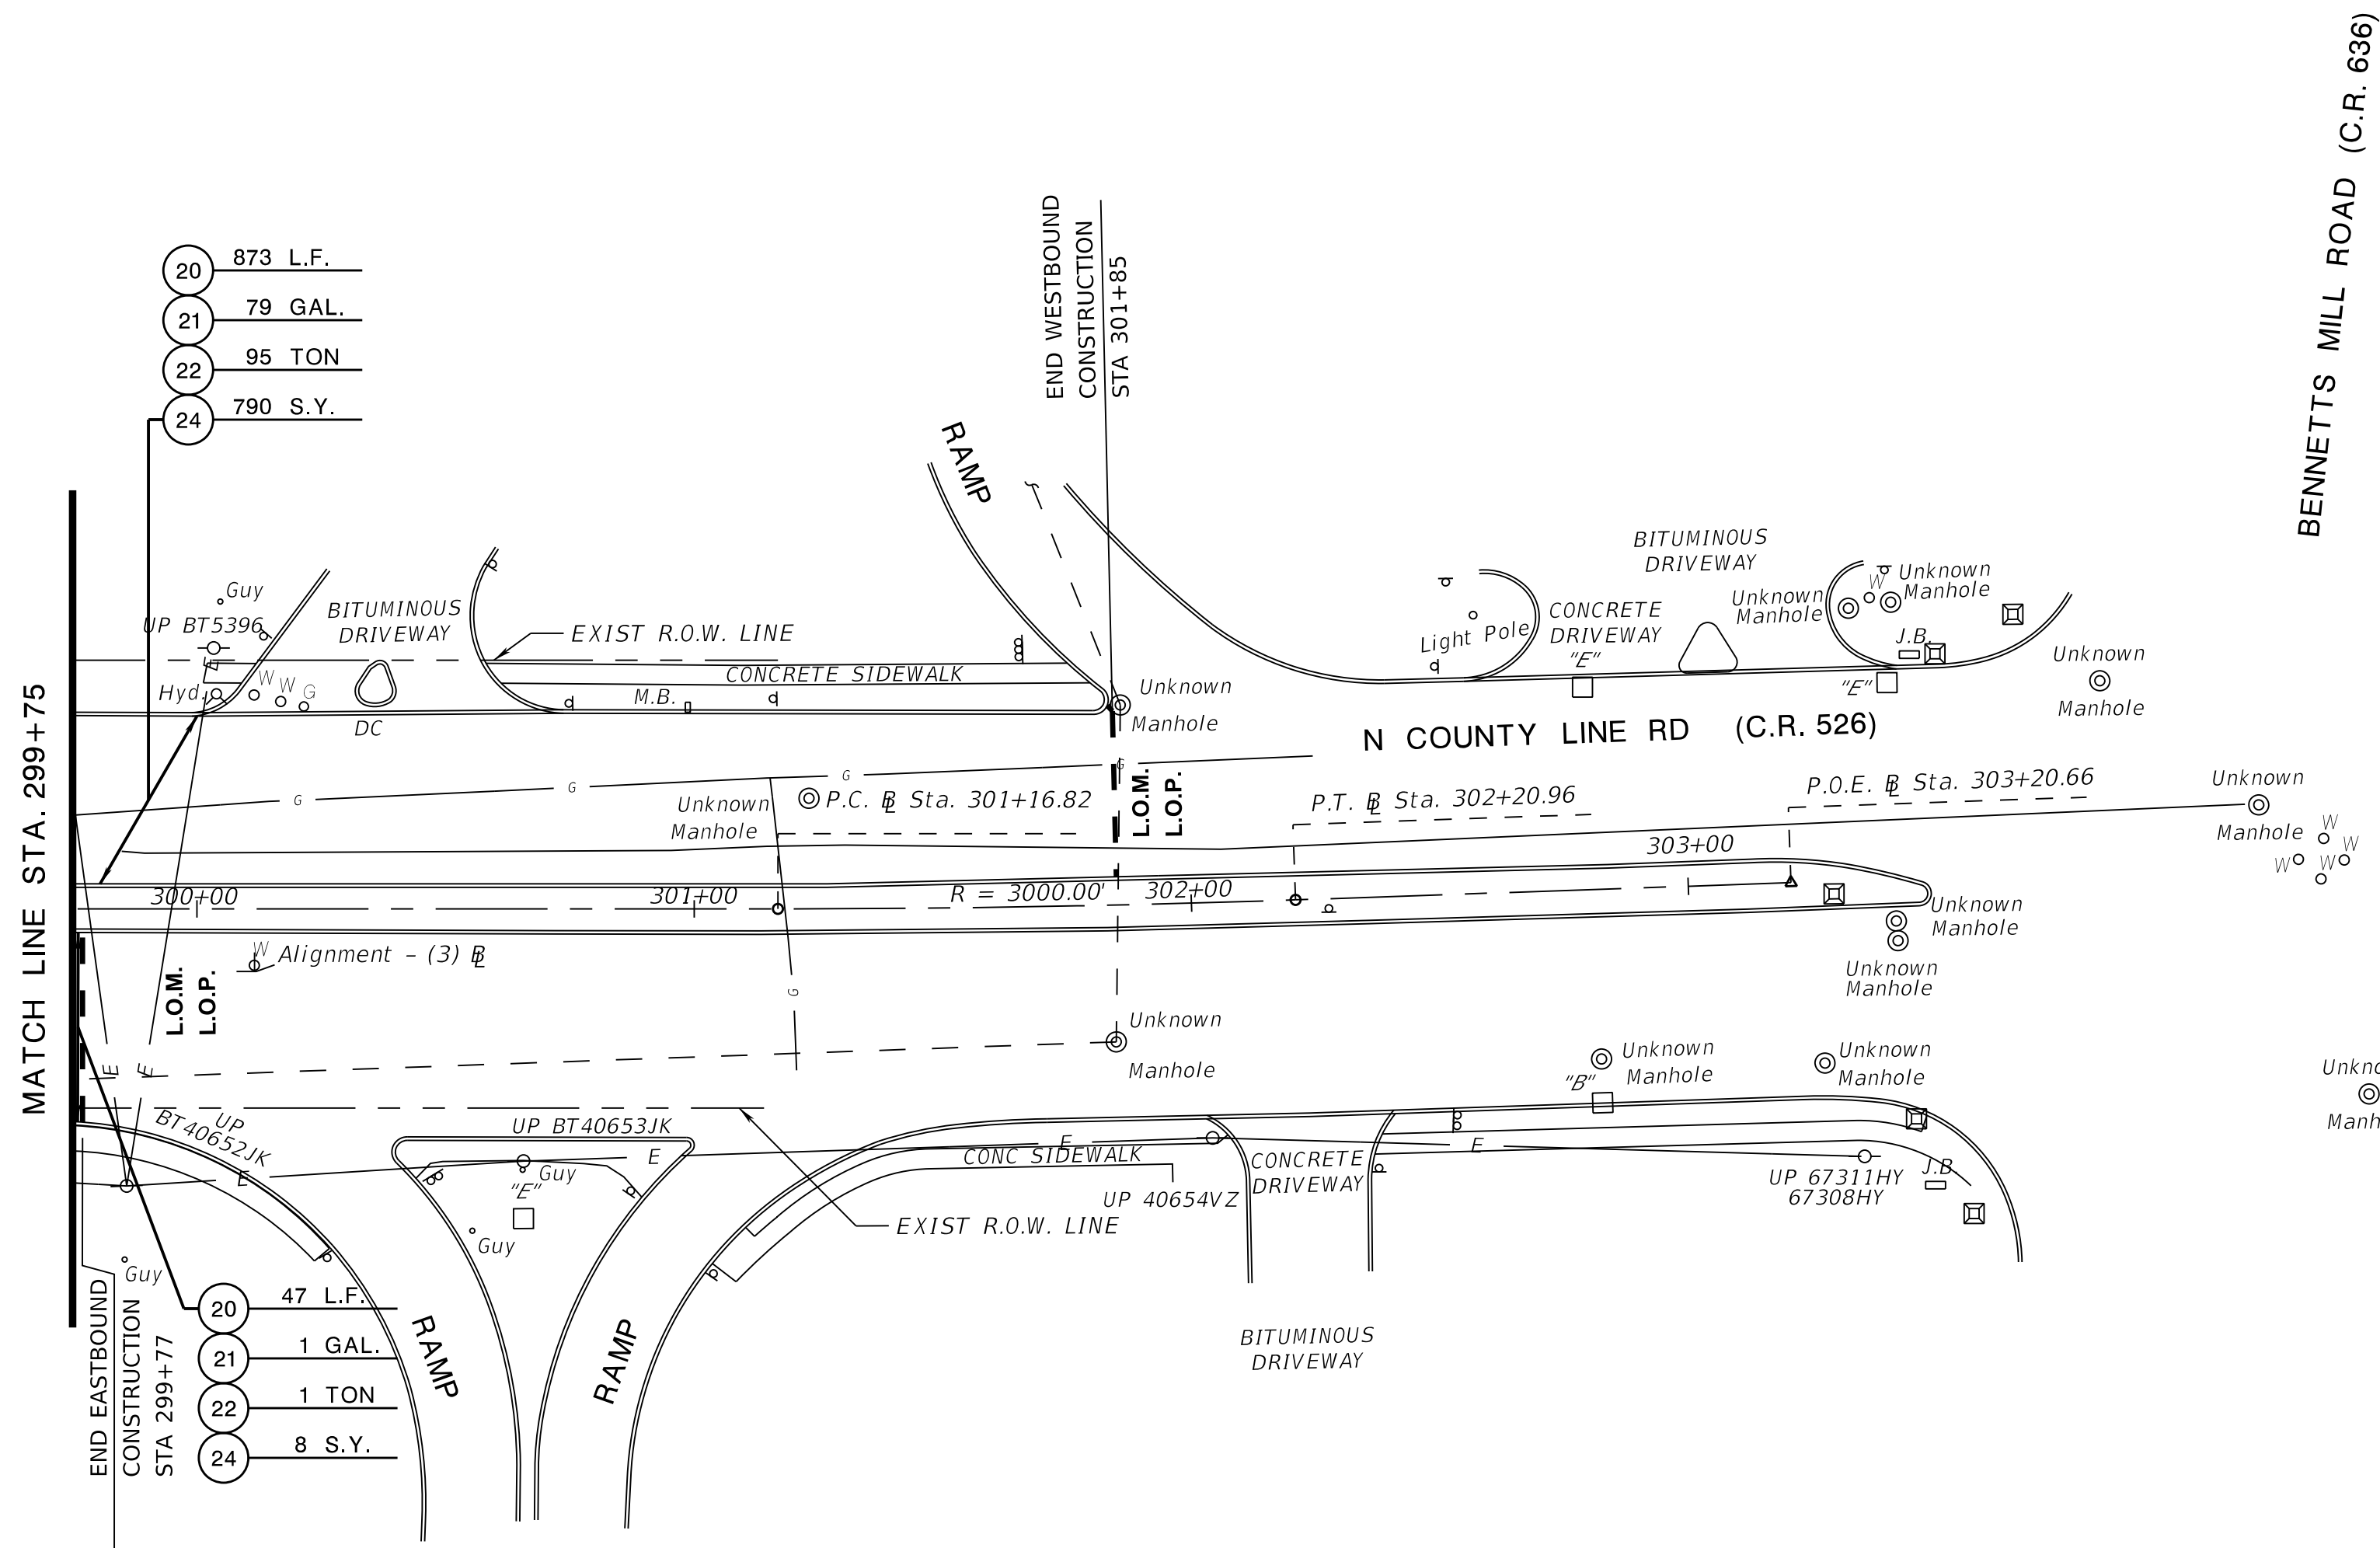 BENNETTS MILL ROAD (C.R. 636)
20 873 L.F.
21 79 GAL.
22 95 TON
24 790 S.Y.
END WESTBOUND
CONSTRUCTION
STA 301+85
RAMP
Guy
UP BT5396
E
Hyd.
W
W
G
BITUMINOUS
DRIVEWAY
DC
EXIST R.O.W. LINE
CONCRETE SIDEWALK
M.B.
Unknown
Manhole
BITUMINOUS
DRIVEWAY
Light Pole
CONCRETE
DRIVEWAY
"E"
Unknown
Manhole
W
Unknown
Manhole
J.B.
"E"
Unknown
Manhole
N COUNTY LINE RD (C.R. 526)
MATCH LINE STA. 299+75
G
G
G
G
Unknown
Manhole
P.C. BL Sta. 301+16.82
L.O.M.
L.O.P.
P.T. BL Sta. 302+20.96
P.O.E. BL Sta. 303+20.66
Unknown
Manhole
W
W
W
W
300+00
301+00
R = 3000.00'
302+00
303+00
Unknown
Manhole
Unknown
Manhole
W
Alignment – (3) BL
L.O.M.
L.O.P.
G
Unknown
Manhole
E
E
UP
BT40652JK
E
UP BT40653JK
E
Guy
"E"
Guy
Guy
E
CONC SIDEWALK
UP 40654VZ
EXIST R.O.W. LINE
CONCRETE
DRIVEWAY
E
"B"
Unknown
Manhole
Unknown
Manhole
UP 67311HY
67308HY
J.B
Unkno
Manh
BITUMINOUS
DRIVEWAY
END EASTBOUND
CONSTRUCTION
STA 299+77
20 47 L.F.
21 1 GAL.
22 1 TON
24 8 S.Y.
RAMP
RAMP